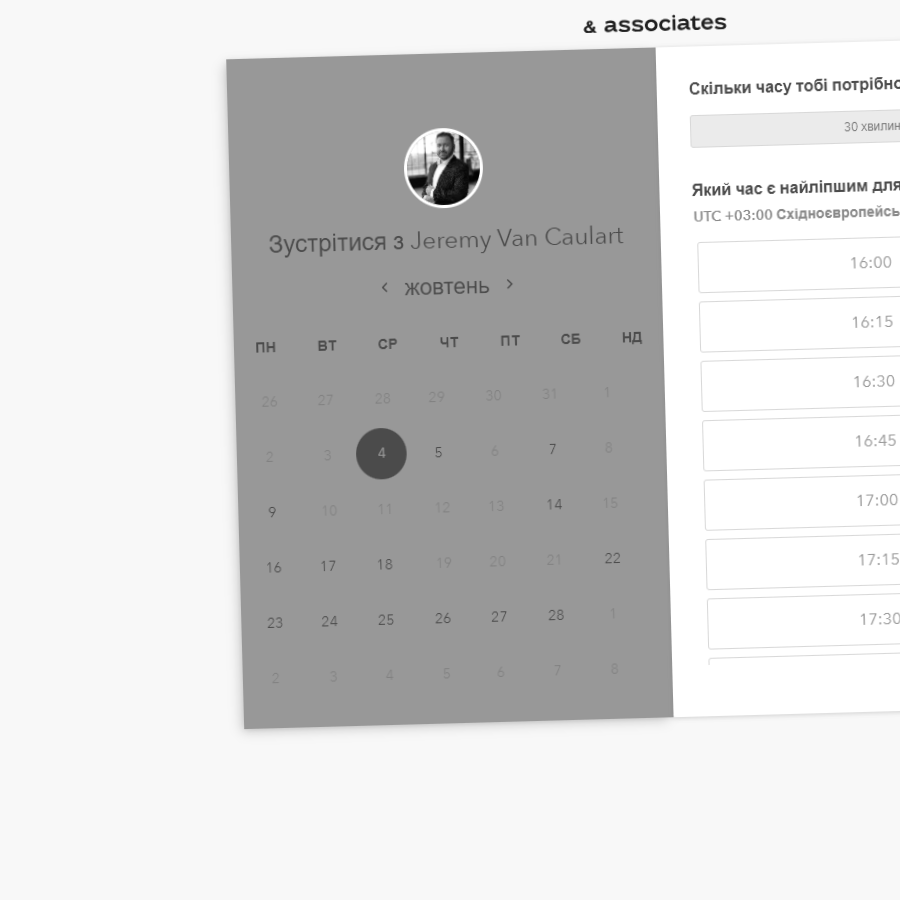 & associates
Зустрітися з Jeremy Van Caulart
жовтень
ПН ВТ СР ЧТ ПТ СБ НД
26 27 28 29 30 31 1
2 3 4 5 6 7 8
9 10 11 12 13 14 15
16 17 18 19 20 21 22
23 24 25 26 27 28 1
2 3 4 5 6 7 8
Скільки часу тобі потрібно
30 хвилин
Який час є найліпшим для
UTC +03:00 Східноєвропейсь
16:00
16:15
16:30
16:45
17:00
17:15
17:30